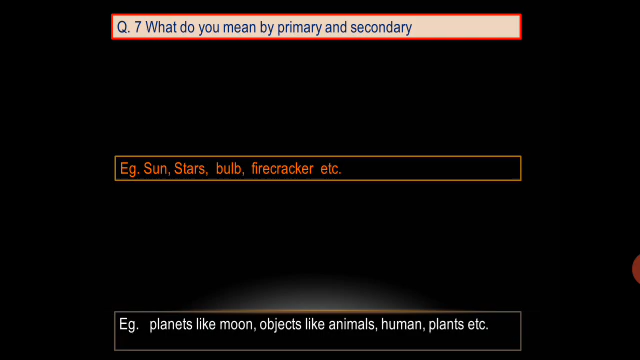 Q. 7 What do you mean by primary and secondary
Eg. Sun, Stars, bulb, firecracker etc.
Eg. planets like moon, objects like animals, human, plants etc.